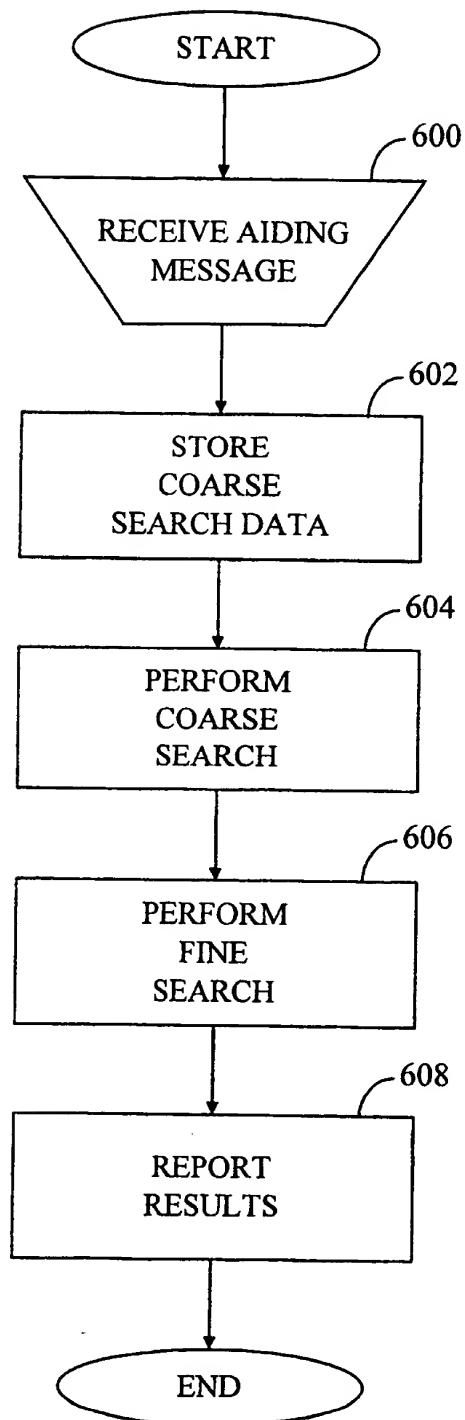 START
600
RECEIVE AIDING
MESSAGE
602
STORE
COARSE
SEARCH DATA
604
PERFORM
COARSE
SEARCH
606
PERFORM
FINE
SEARCH
608
REPORT
RESULTS
END